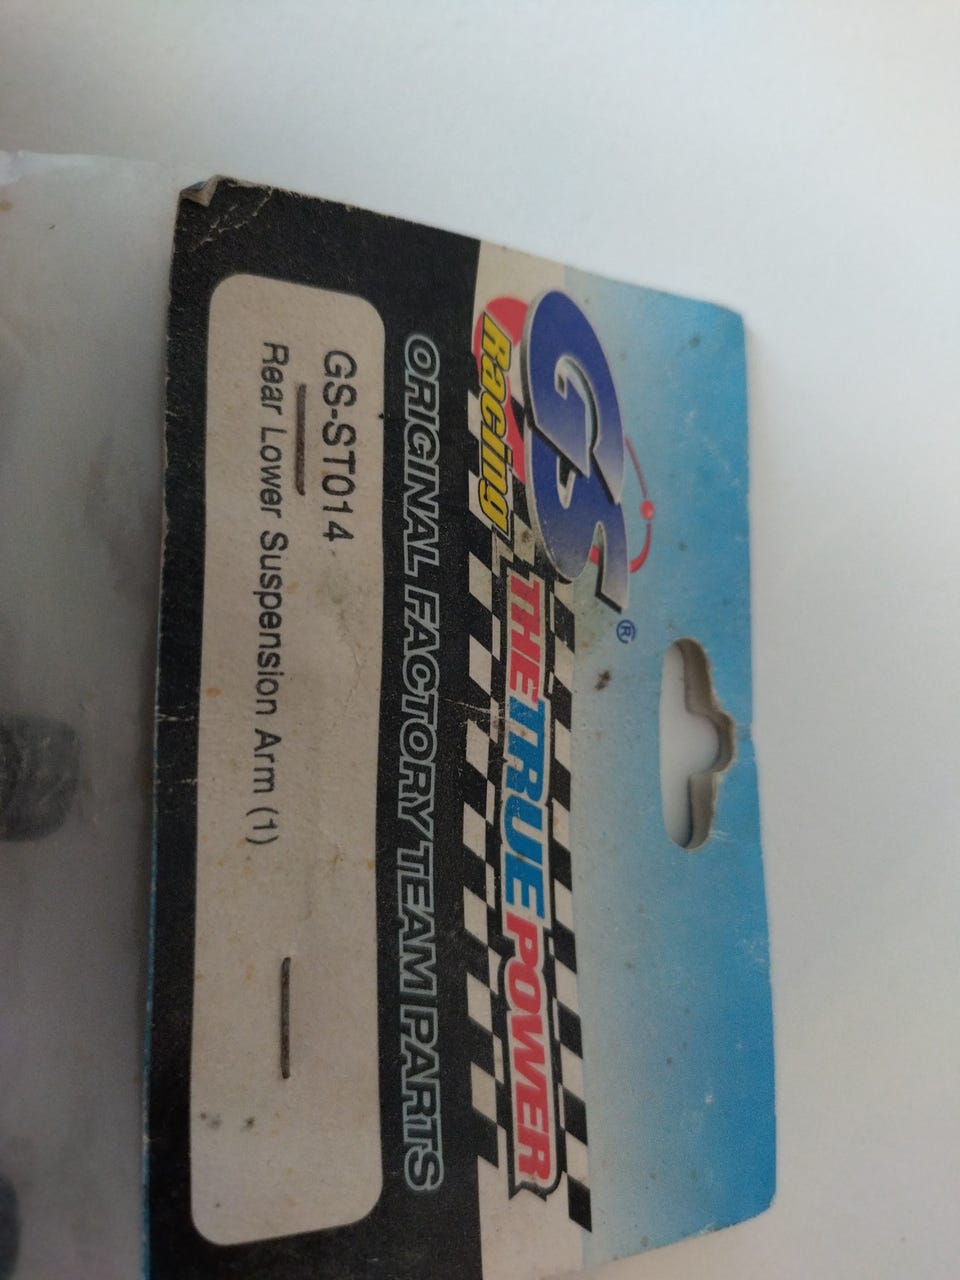 GS®
Racing
THE TRUE POWER
ORIGINAL FACTORY TEAM PARTS
GS-ST014
Rear Lower Suspension Arm (1)